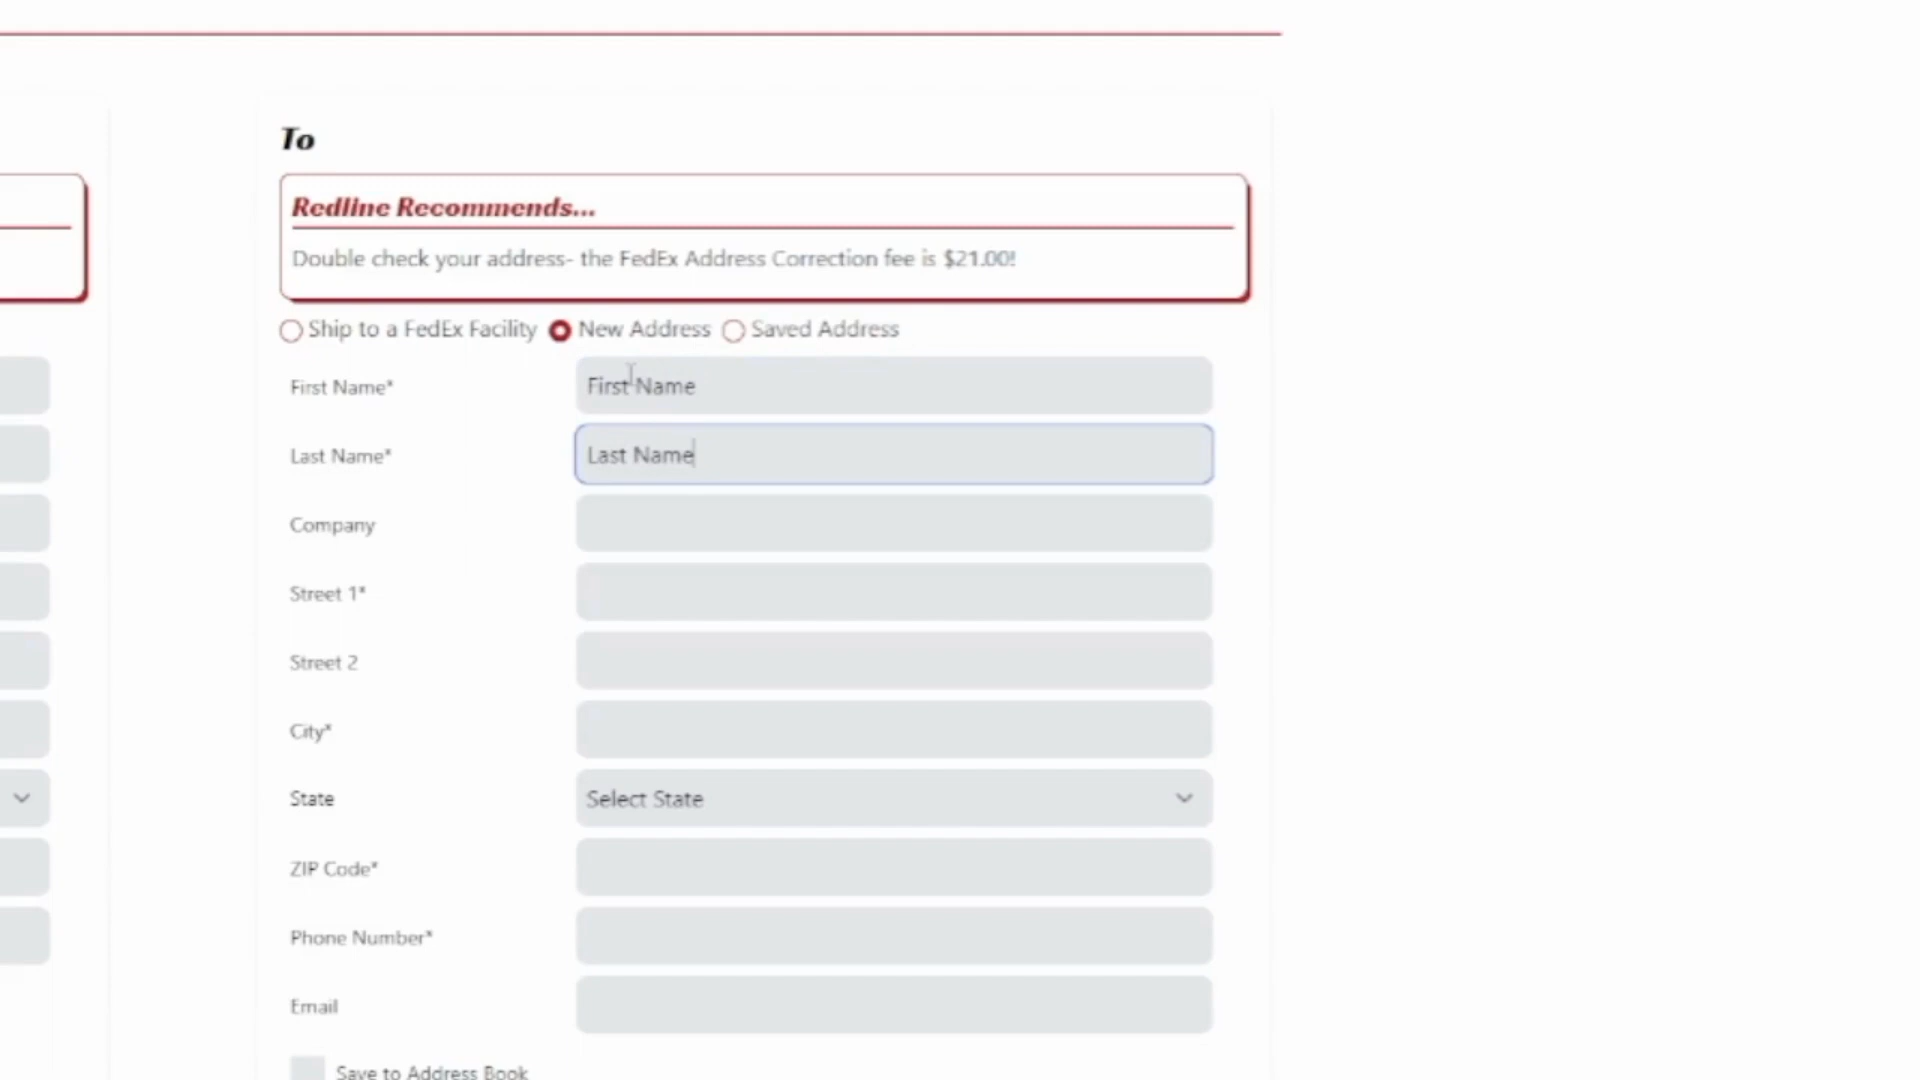 To
Redline Recommends...
Double check your address- the FedEx Address Correction fee is $21.00!
Ship to a FedEx Facility New Address Saved Address
First Name* First Name
Last Name* Last Name
Company
Street 1*
Street 2
City*
State Select State
ZIP Code*
Phone Number*
Email
Save to Address Book